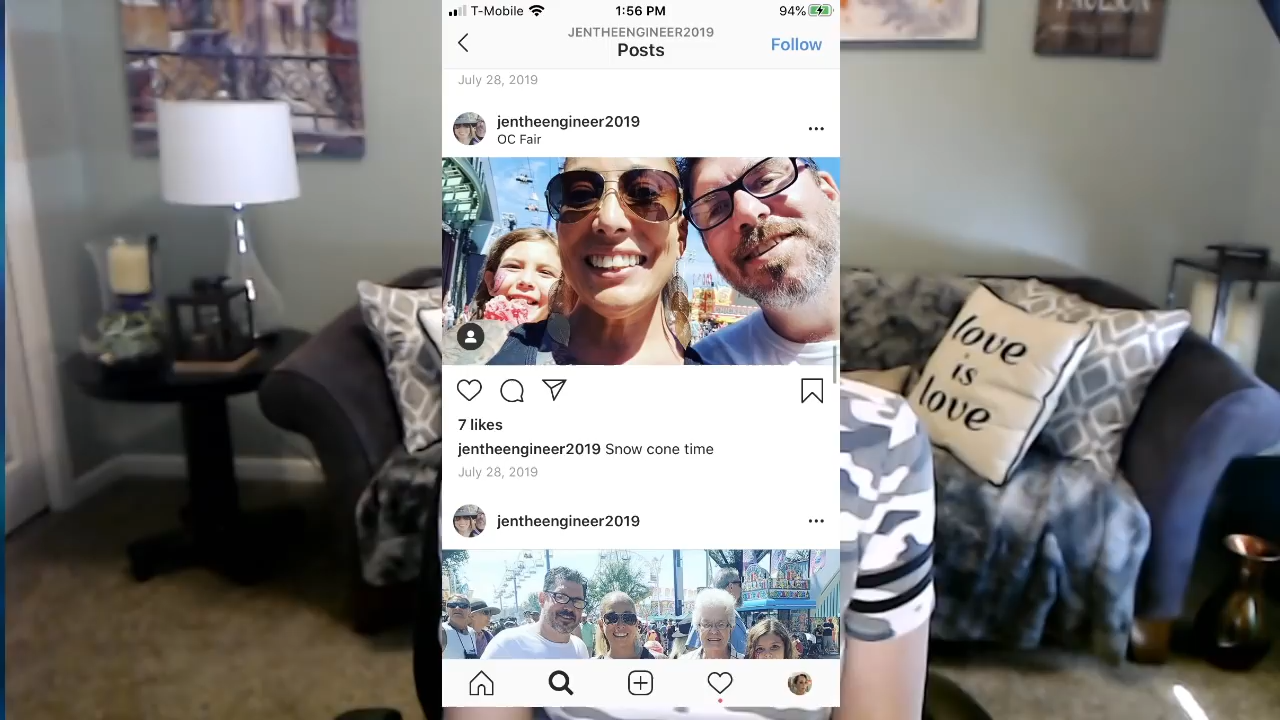 T-Mobile 1:56 PM 94%
JENTHEENGINEER2019
Posts
Follow
July 28, 2019
jentheengineer2019
OC Fair
7 likes
jentheengineer2019 Snow cone time
July 28, 2019
jentheengineer2019
love
is
love